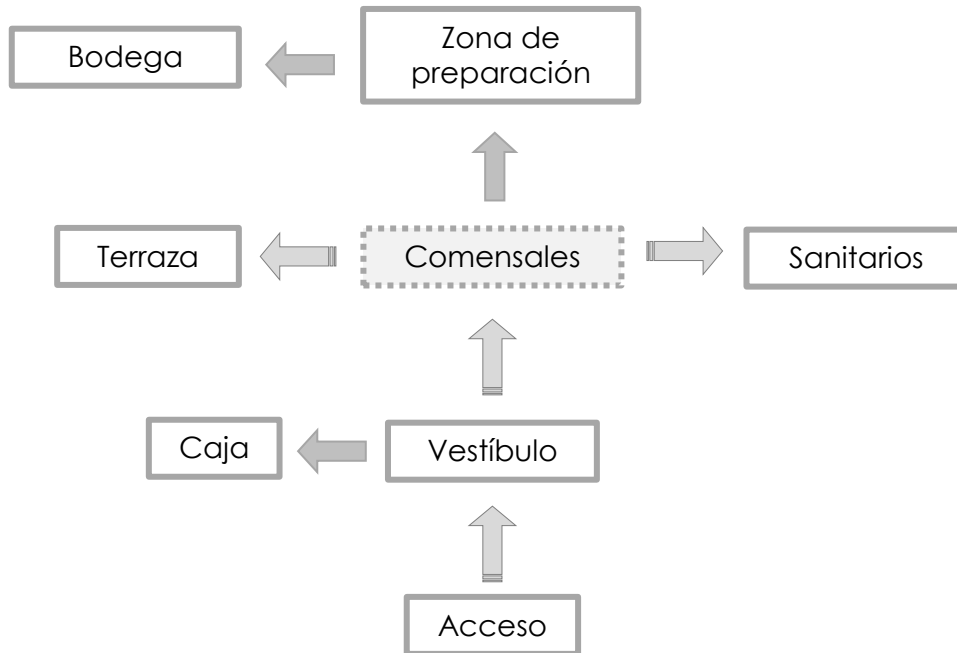 Bodega
Zona de
preparación
Terraza
Comensales
Sanitarios
Caja
Vestíbulo
Acceso